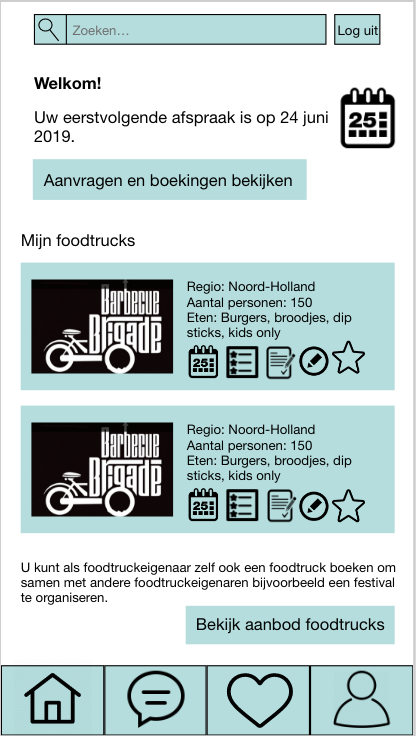 Zoeken...
Log uit
Welkom!
Uw eerstvolgende afspraak is op 24 juni
2019.
25
Aanvragen en boekingen bekijken
Mijn foodtrucks
Barbecue
Brigade
Regio: Noord-Holland
Aantal personen: 150
Eten: Burgers, broodjes, dip
sticks, kids only
25
Barbecue
Brigade
Regio: Noord-Holland
Aantal personen: 150
Eten: Burgers, broodjes, dip
sticks, kids only
25
U kunt als foodtruckeigenaar zelf ook een foodtruck boeken om
samen met andere foodtruckeigenaren bijvoorbeeld een festival
te organiseren.
Bekijk aanbod foodtrucks